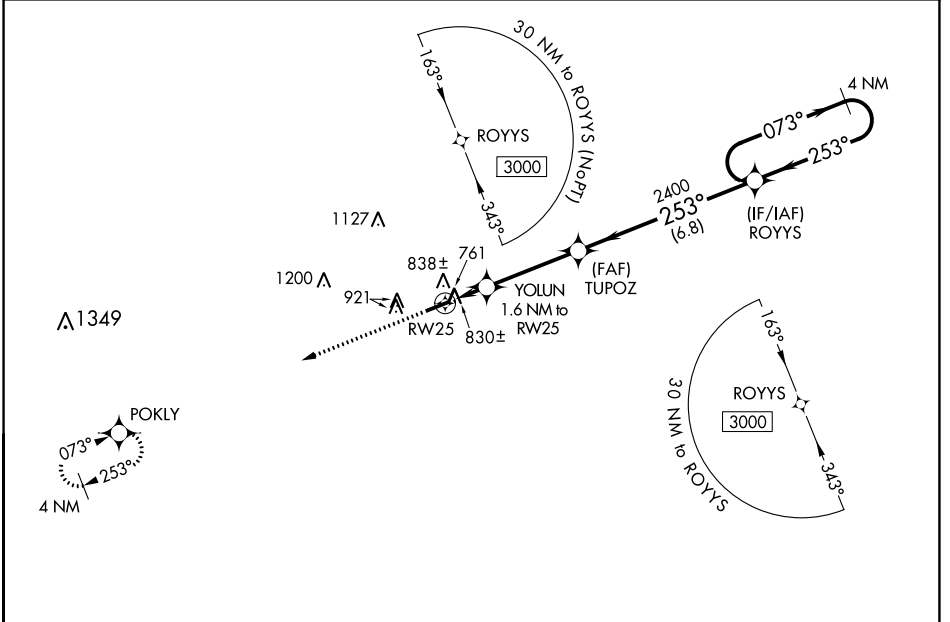 30 NM to ROYYS (NoPT)
163°
ROYYS
3000
343°
4 NM
073°
253°
(IF/IAF)
ROYYS
2400
253°
(6.8)
(FAF)
TUPOZ
1127
1200
838±
761
921
YOLUN
1.6 NM to
RW25
RW25
830±
1349
POKLY
073°
253°
4 NM
163°
ROYYS
3000
30 NM to ROYYS
343°